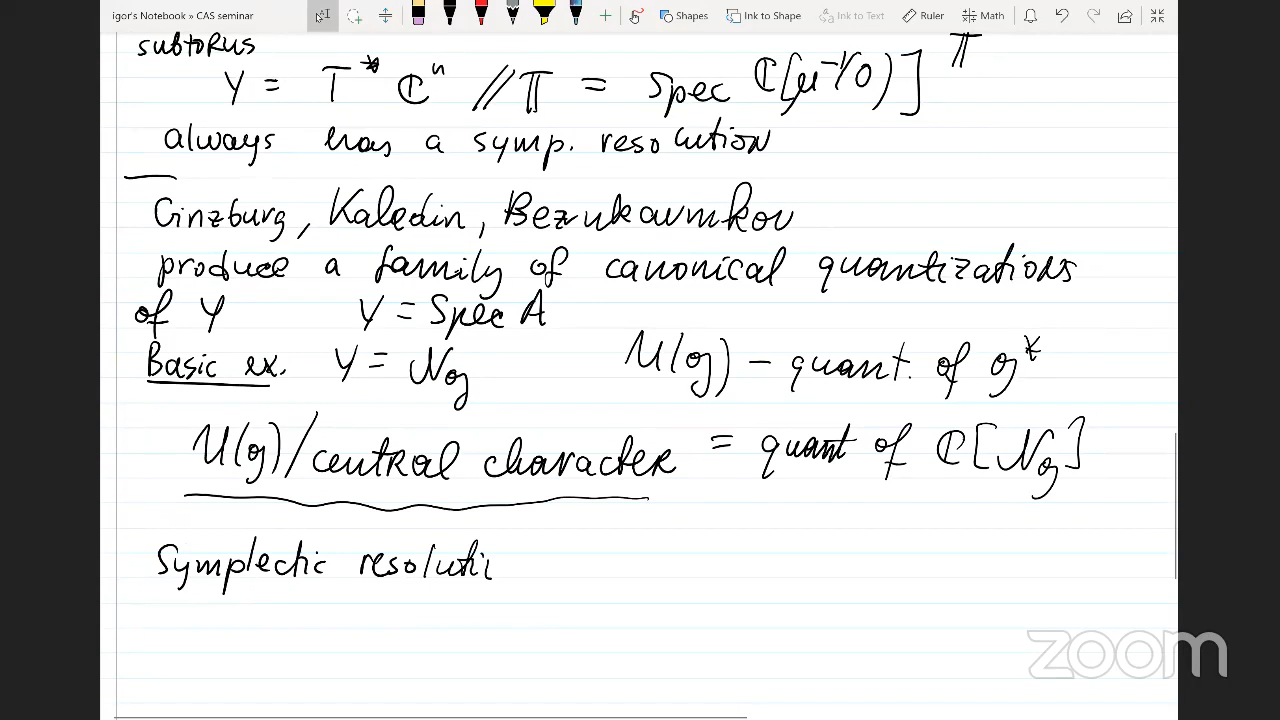 igor's Notebook » CAS seminar
Shapes Ink to Shape Ink to Text Ruler Math
subtorus
Y = T* ℂⁿ // 𝕋 = Spec ℂ[μ⁻¹(0)]^𝕋
always has a symp. resolution
Ginzburg, Kaledin, Bezrukavnikov
produce a family of canonical quantizations
of Y Y = Spec A
Basic ex. Y = 𝒩_𝔤 U(𝔤) – quant. of 𝔤*
U(𝔤)/central character = quant of ℂ[𝒩_𝔤]
Symplectic resoluti
zoom